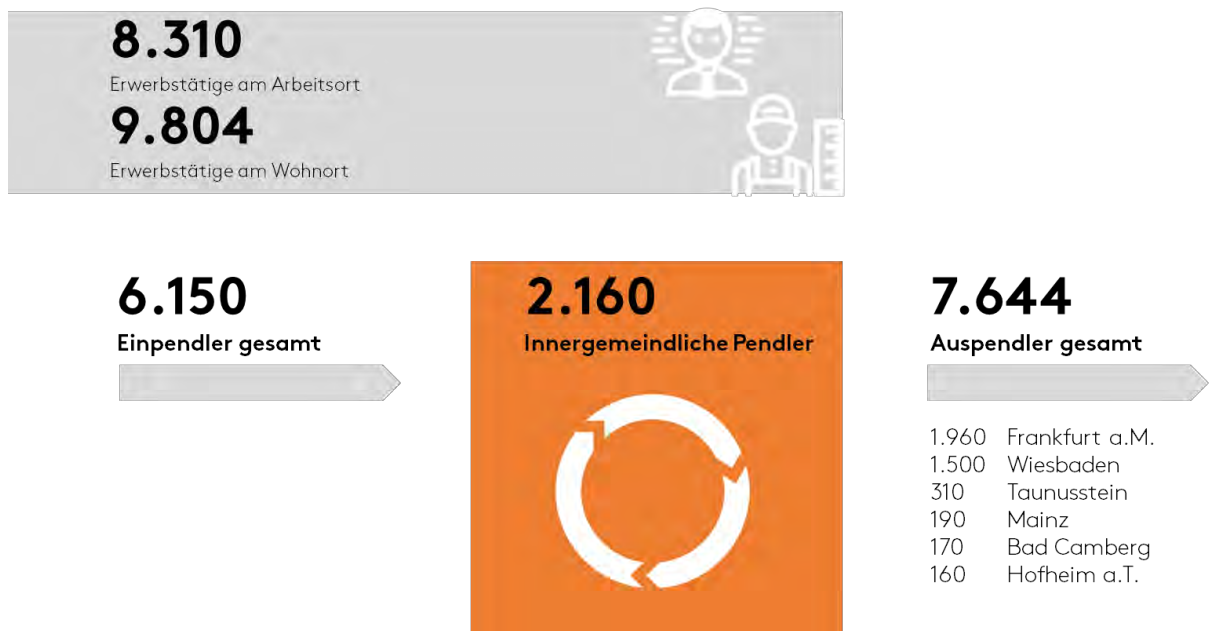 8.310
Erwerbstätige am Arbeitsort
9.804
Erwerbstätige am Wohnort
6.150
Einpendler gesamt
2.160
Innergemeindliche Pendler
7.644
Auspendler gesamt
1.960 Frankfurt a.M.
1.500 Wiesbaden
310 Taunusstein
190 Mainz
170 Bad Camberg
160 Hofheim a.T.